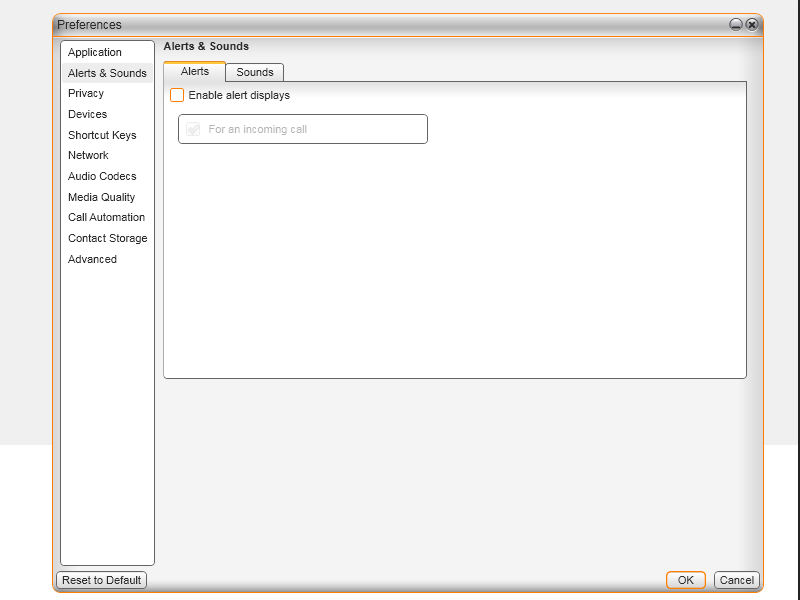 Preferences
Application
Alerts & Sounds
Privacy
Devices
Shortcut Keys
Network
Audio Codecs
Media Quality
Call Automation
Contact Storage
Advanced
Alerts & Sounds
Alerts
Sounds
Enable alert displays
For an incoming call
Reset to Default
OK
Cancel